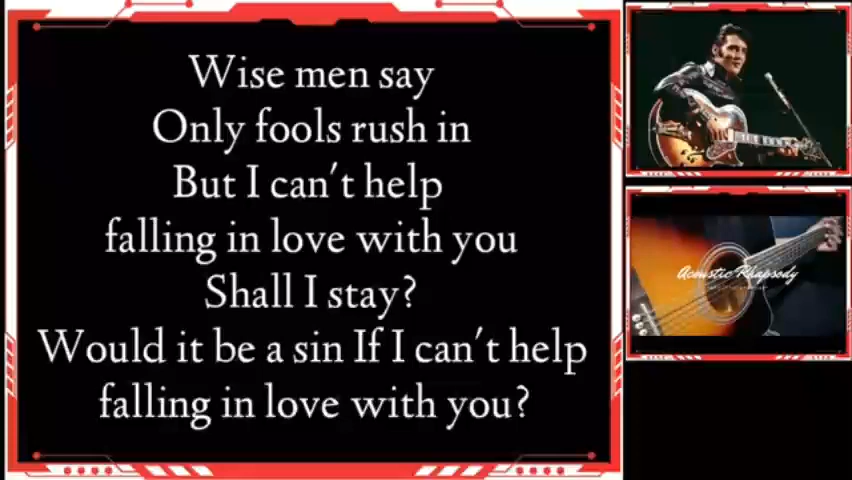 Wise men say
Only fools rush in
But I can't help
falling in love with you
Shall I stay?
Would it be a sin If I can't help
falling in love with you?
Acoustic Rhapsody